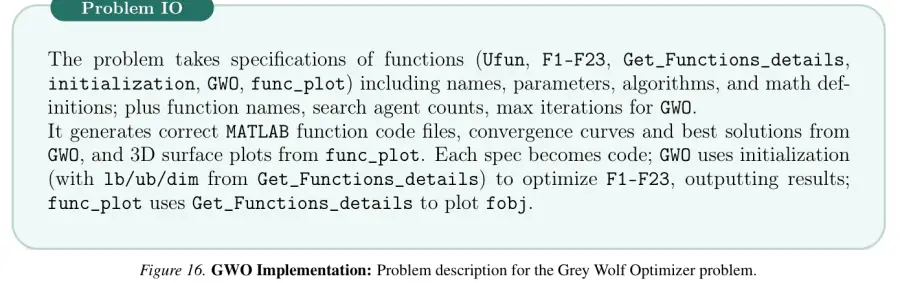 Problem IO
The problem takes specifications of functions (Ufun, F1-F23, Get_Functions_details,
initialization, GWO, func_plot) including names, parameters, algorithms, and math def-
initions; plus function names, search agent counts, max iterations for GWO.
It generates correct MATLAB function code files, convergence curves and best solutions from
GWO, and 3D surface plots from func_plot. Each spec becomes code; GWO uses initialization
(with lb/ub/dim from Get_Functions_details) to optimize F1-F23, outputting results;
func_plot uses Get_Functions_details to plot fobj.
Figure 16. GWO Implementation: Problem description for the Grey Wolf Optimizer problem.